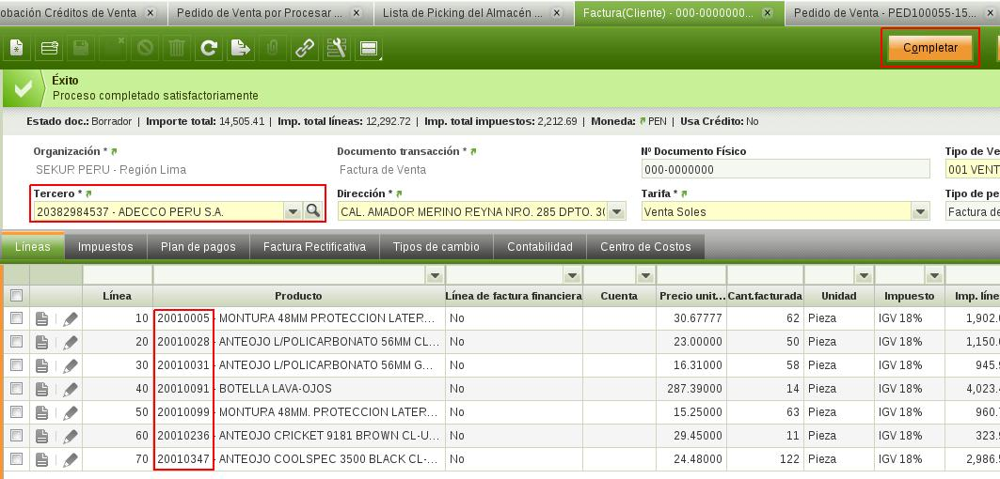 obación Créditos de Venta x Pedido de Venta por Procesar ... x Lista de Picking del Almacén ... x Factura(Cliente) - 000-0000000... x Pedido de Venta - PED100055-15... x
Completar
Éxito
Proceso completado satisfactoriamente
Estado doc.: Borrador | Importe total: 14,505.41 | Imp. total líneas: 12,292.72 | Imp. total impuestos: 2,212.69 | Moneda: PEN | Usa Crédito: No
Organización * Documento transacción * Nº Documento Físico Tipo de Ve
SEKUR PERU - Región Lima Factura de Venta 000-0000000 001 VENT
Tercero * Dirección * Tarifa * Tipo de pe
20382984537 - ADECCO PERU S.A. CAL. AMADOR MERINO REYNA NRO. 285 DPTO. 3( Venta Soles Factura de
Líneas Impuestos Plan de pagos Factura Rectificativa Tipos de cambio Contabilidad Centro de Costos
Línea Producto Línea de factura financiera Cuenta Precio unit... Cant.facturada Unidad Impuesto Imp. líne
10 20010005 - MONTURA 48MM PROTECCION LATER... No 30.67777 62 Pieza IGV 18% 1,902.
20 20010028 - ANTEOJO L/POLICARBONATO 56MM CL... No 23.00000 50 Pieza IGV 18% 1,150.
30 20010031 - ANTEOJO L/POLICARBONATO 56MM G... No 16.31000 58 Pieza IGV 18% 945.
40 20010091 - BOTELLA LAVA-OJOS No 287.39000 14 Pieza IGV 18% 4,023.
50 20010099 - MONTURA 48MM. PROTECCION LATER... No 15.25000 63 Pieza IGV 18% 960.
60 20010236 - ANTEOJO CRICKET 9181 BROWN CL-U... No 29.45000 11 Pieza IGV 18% 323.
70 20010347 - ANTEOJO COOLSPEC 3500 BLACK CL-... No 24.48000 122 Pieza IGV 18% 2,986.